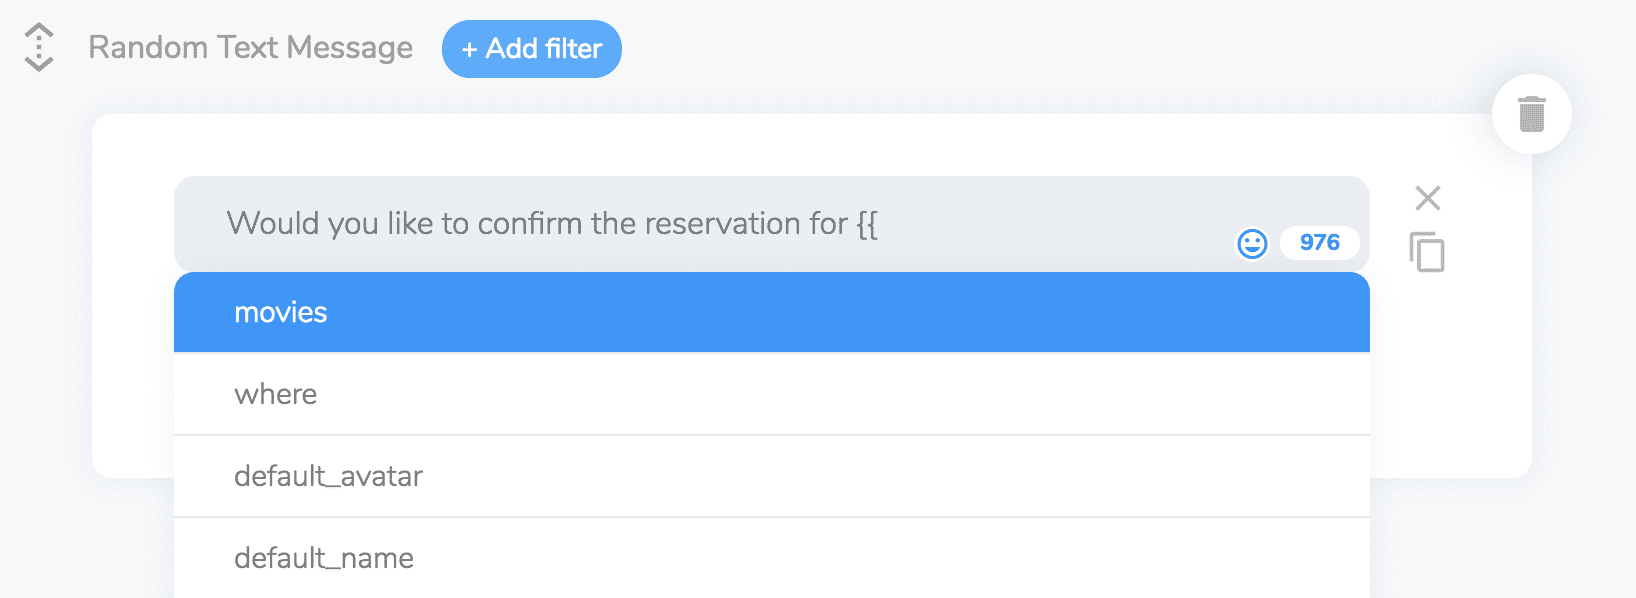 Random Text Message + Add filter
Would you like to confirm the reservation for {{
976
movies
where
default_avatar
default_name